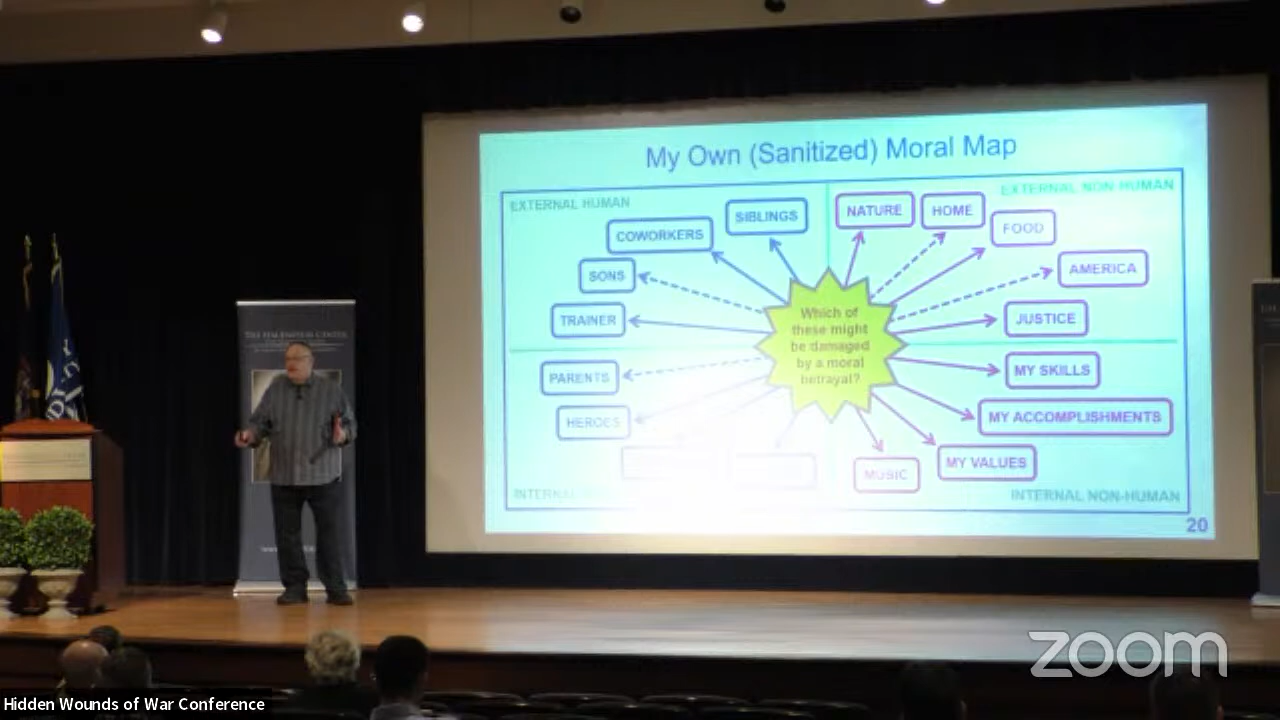 My Own (Sanitized) Moral Map
EXTERNAL HUMAN
EXTERNAL NON-HUMAN
SIBLINGS
NATURE
HOME
FOOD
COWORKERS
SONS
AMERICA
TRAINER
JUSTICE
Which of
these might
be damaged
by a moral
betrayal?
PARENTS
MY SKILLS
HEROES
MY ACCOMPLISHMENTS
MUSIC
MY VALUES
INTERNAL
INTERNAL NON-HUMAN
20
zoom
Hidden Wounds of War Conference